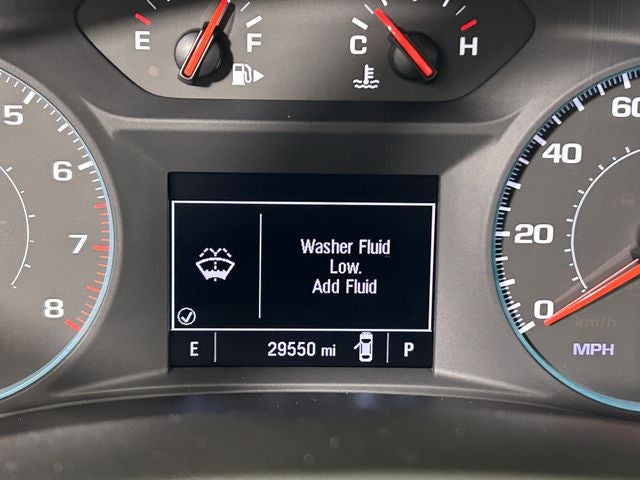 E F
C H
5
6
7
8
60
40
20
0
km/h
MPH
Washer Fluid
Low.
Add Fluid
E 29550 mi P